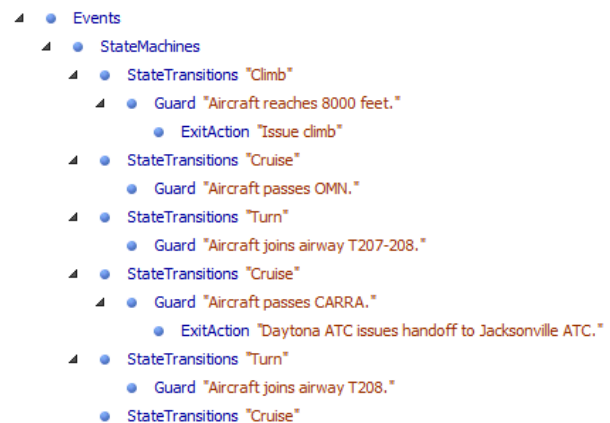 Events
StateMachines
StateTransitions "Climb"
Guard "Aircraft reaches 8000 feet."
ExitAction "Issue climb"
StateTransitions "Cruise"
Guard "Aircraft passes OMN."
StateTransitions "Turn"
Guard "Aircraft joins airway T207-208."
StateTransitions "Cruise"
Guard "Aircraft passes CARRA."
ExitAction "Daytona ATC issues handoff to Jacksonville ATC."
StateTransitions "Turn"
Guard "Aircraft joins airway T208."
StateTransitions "Cruise"